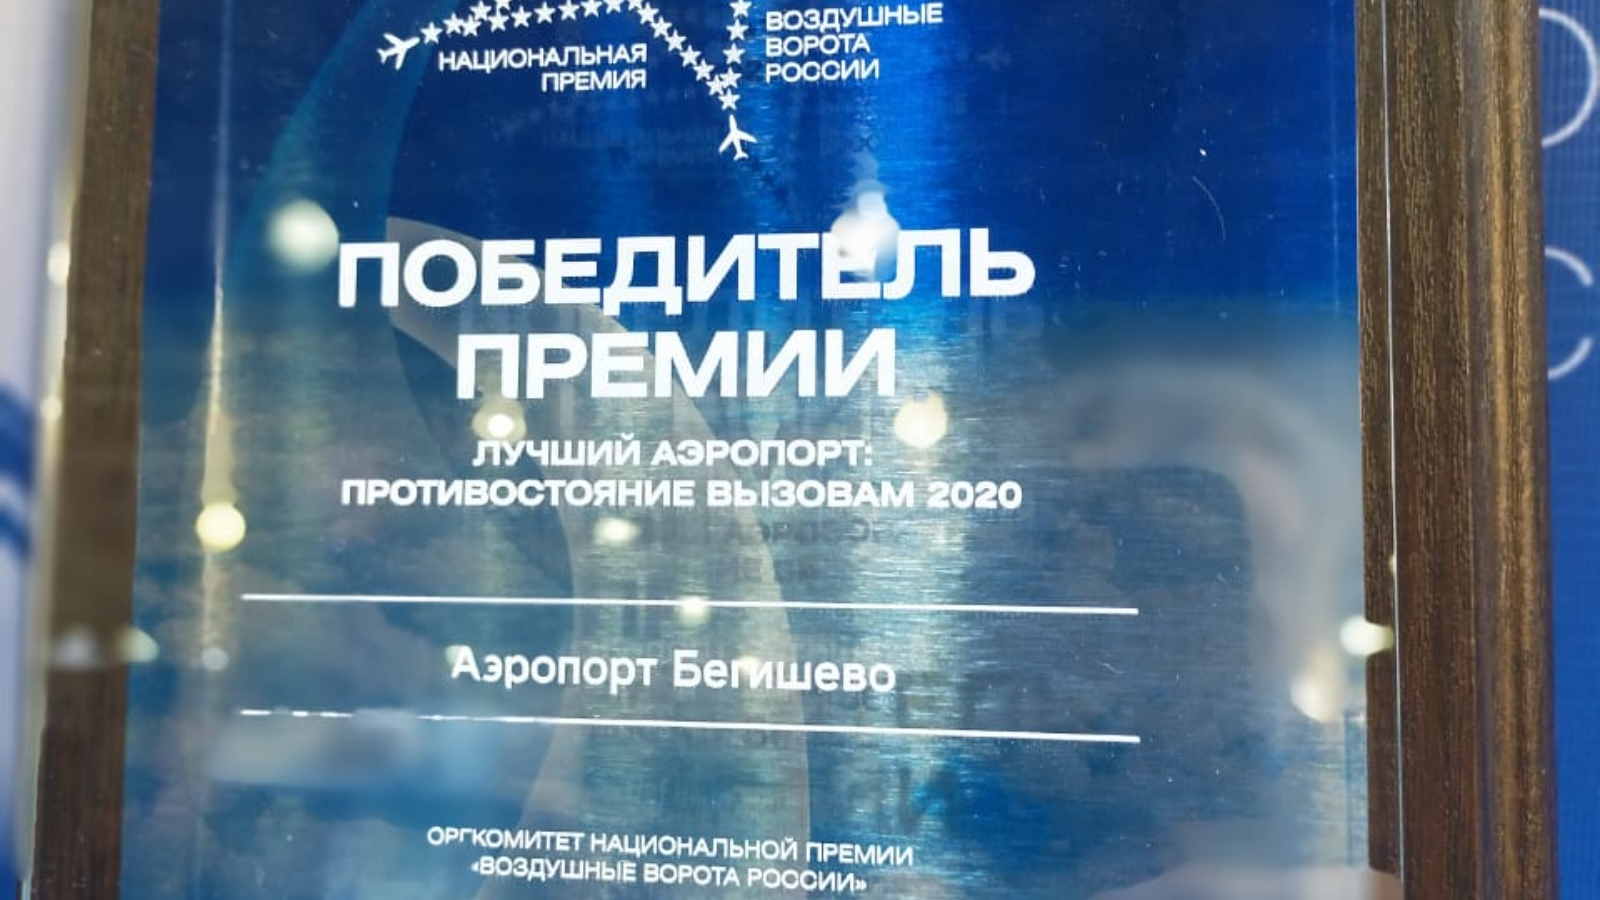 НАЦИОНАЛЬНАЯ
ПРЕМИЯ
ВОЗДУШНЫЕ
ВОРОТА
РОССИИ
ПОБЕДИТЕЛЬ
ПРЕМИИ
ЛУЧШИЙ АЭРОПОРТ:
ПРОТИВОСТОЯНИЕ ВЫЗОВАМ 2020
Аэропорт Бегишево
ОРГКОМИТЕТ НАЦИОНАЛЬНОЙ ПРЕМИИ
«ВОЗДУШНЫЕ ВОРОТА РОССИИ»